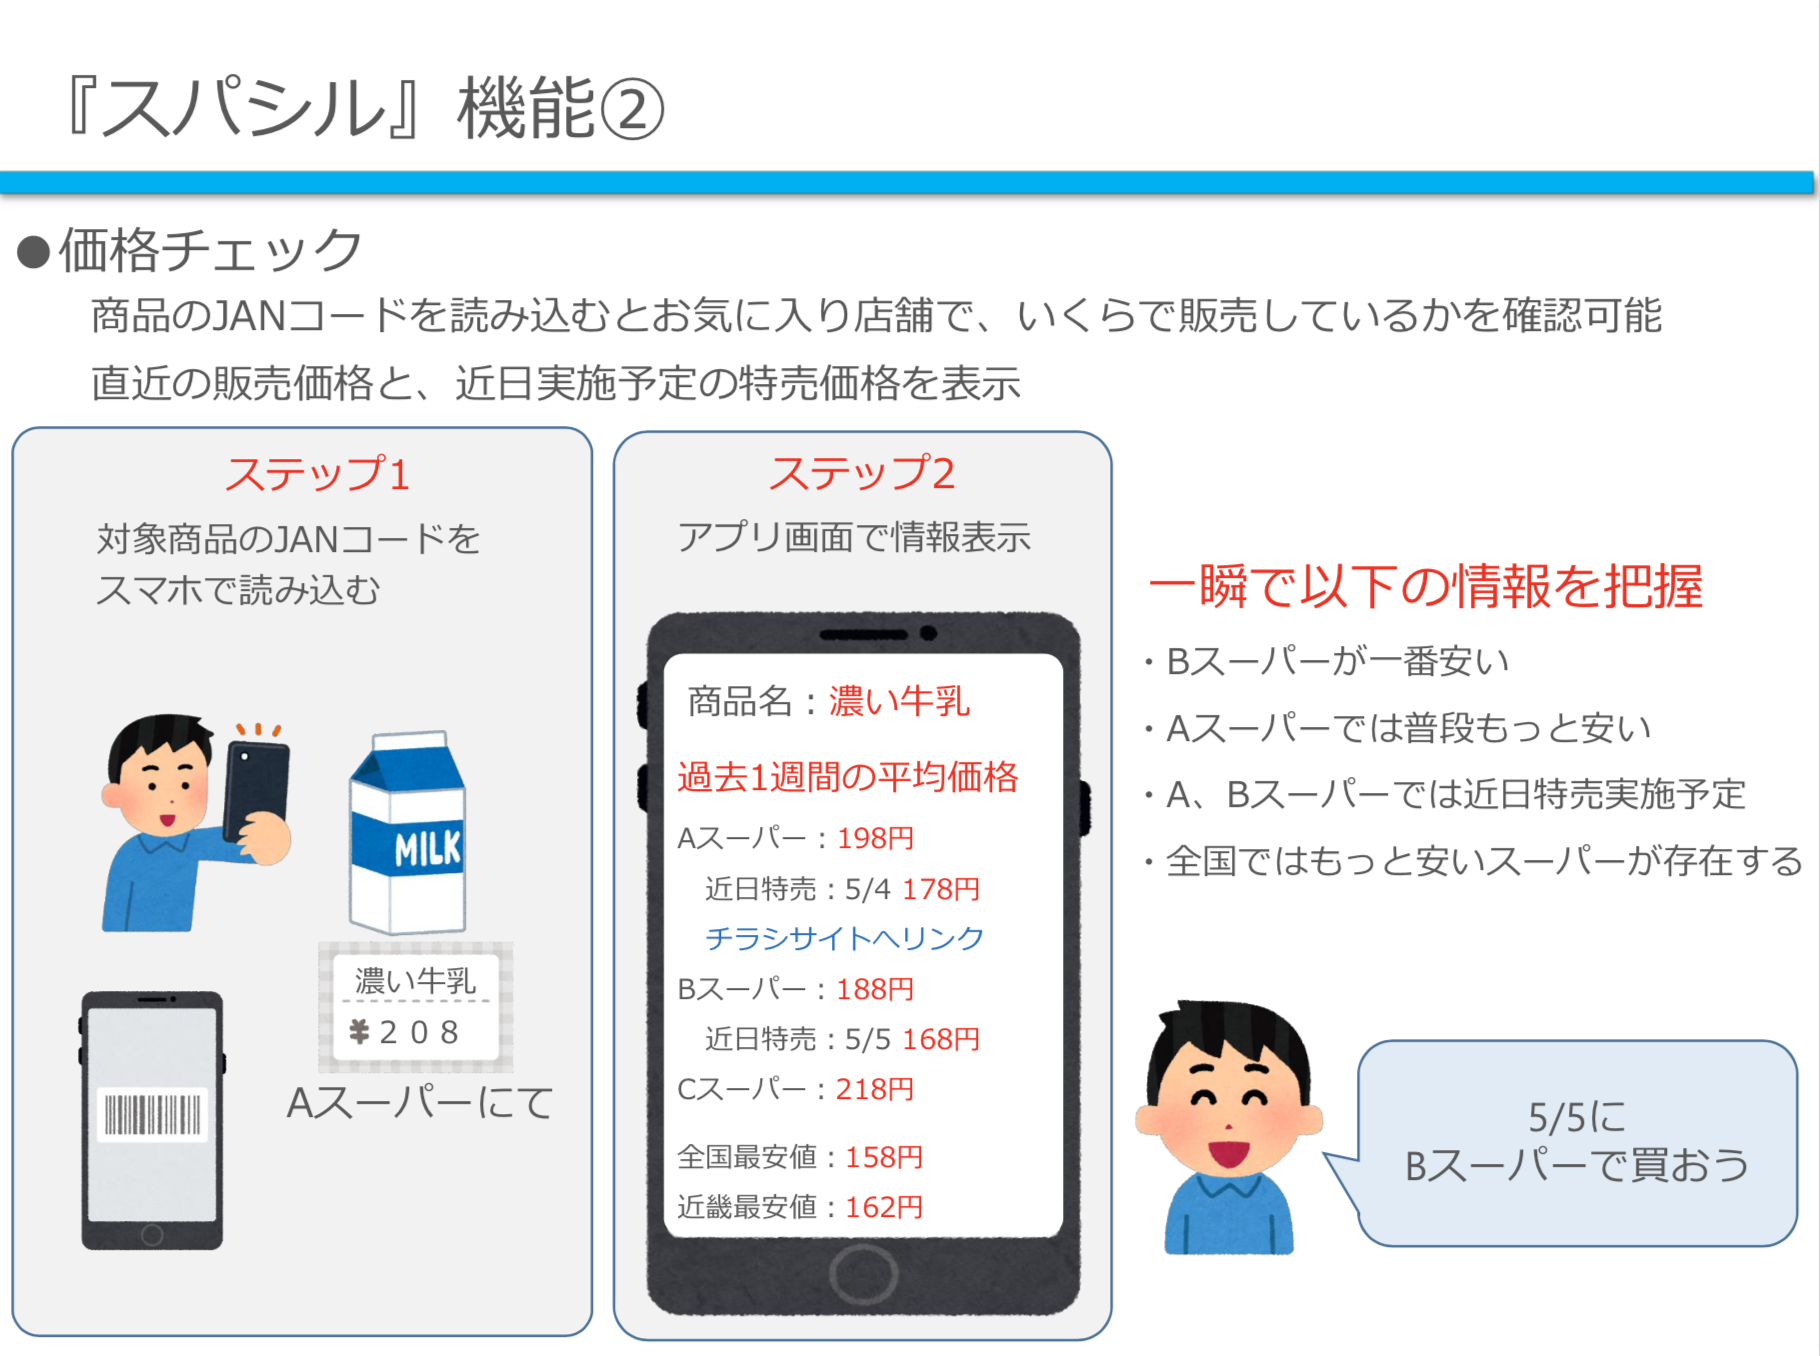 『スパシル』機能②
●価格チェック
商品のJANコードを読み込むとお気に入り店舗で、いくらで販売しているかを確認可能
直近の販売価格と、近日実施予定の特売価格を表示
ステップ1
対象商品のJANコードを
スマホで読み込む
MILK
濃い牛乳
¥208
Aスーパーにて
ステップ2
アプリ画面で情報表示
商品名：濃い牛乳
過去1週間の平均価格
Aスーパー：198円
近日特売：5/4 178円
チラシサイトへリンク
Bスーパー：188円
近日特売：5/5 168円
Cスーパー：218円
全国最安値：158円
近畿最安値：162円
一瞬で以下の情報を把握
・Bスーパーが一番安い
・Aスーパーでは普段もっと安い
・A、Bスーパーでは近日特売実施予定
・全国ではもっと安いスーパーが存在する
5/5に
Bスーパーで買おう